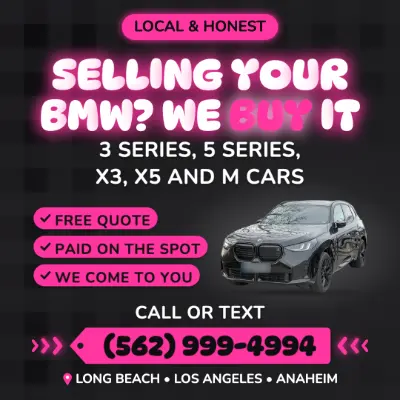 LOCAL & HONEST
SELLING YOUR
BMW? WE BUY IT
3 SERIES, 5 SERIES,
X3, X5 AND M CARS
FREE QUOTE
PAID ON THE SPOT
WE COME TO YOU
CALL OR TEXT
(562) 999-4994
LONG BEACH • LOS ANGELES • ANAHEIM